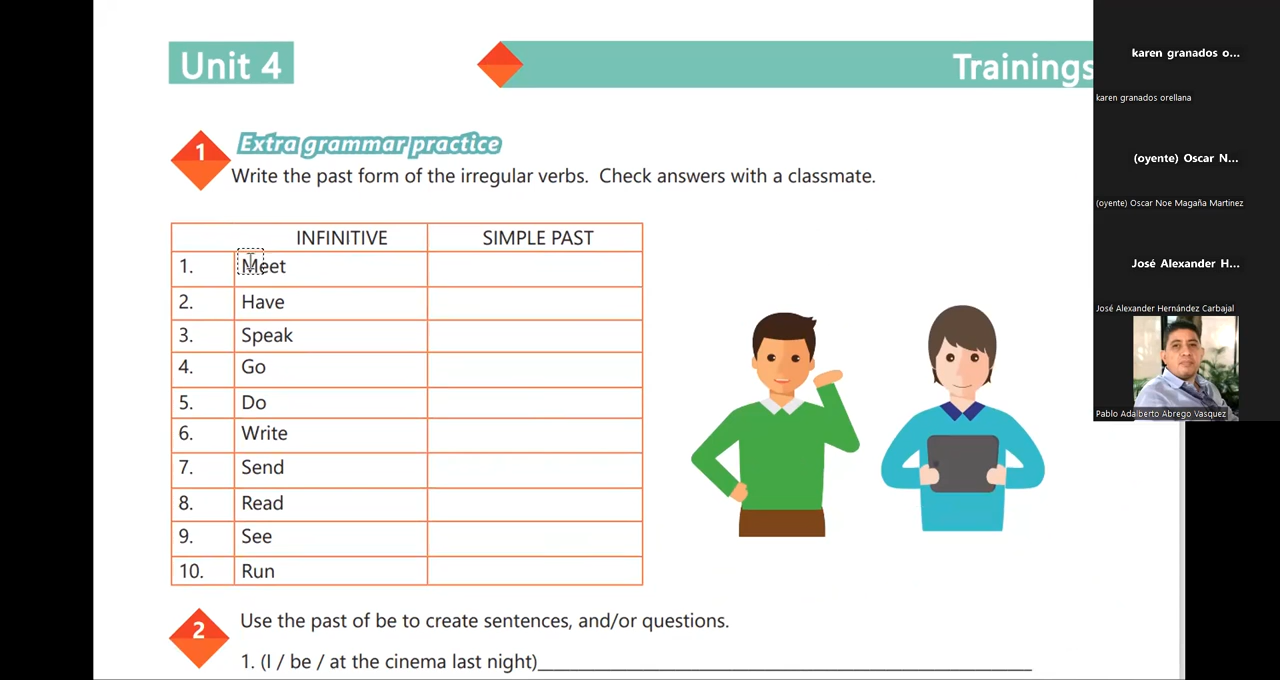 Unit 4
Trainings
1
Extra grammar practice
Write the past form of the irregular verbs. Check answers with a classmate.
INFINITIVE SIMPLE PAST
1. Meet
2. Have
3. Speak
4. Go
5. Do
6. Write
7. Send
8. Read
9. See
10. Run
2
Use the past of be to create sentences, and/or questions.
1. (I / be / at the cinema last night)
karen granados o...
karen granados orellana
(oyente) Oscar N...
(oyente) Oscar Noe Magaña Martinez
José Alexander H...
José Alexander Hernández Carbajal
Pablo Adalberto Abrego Vasquez